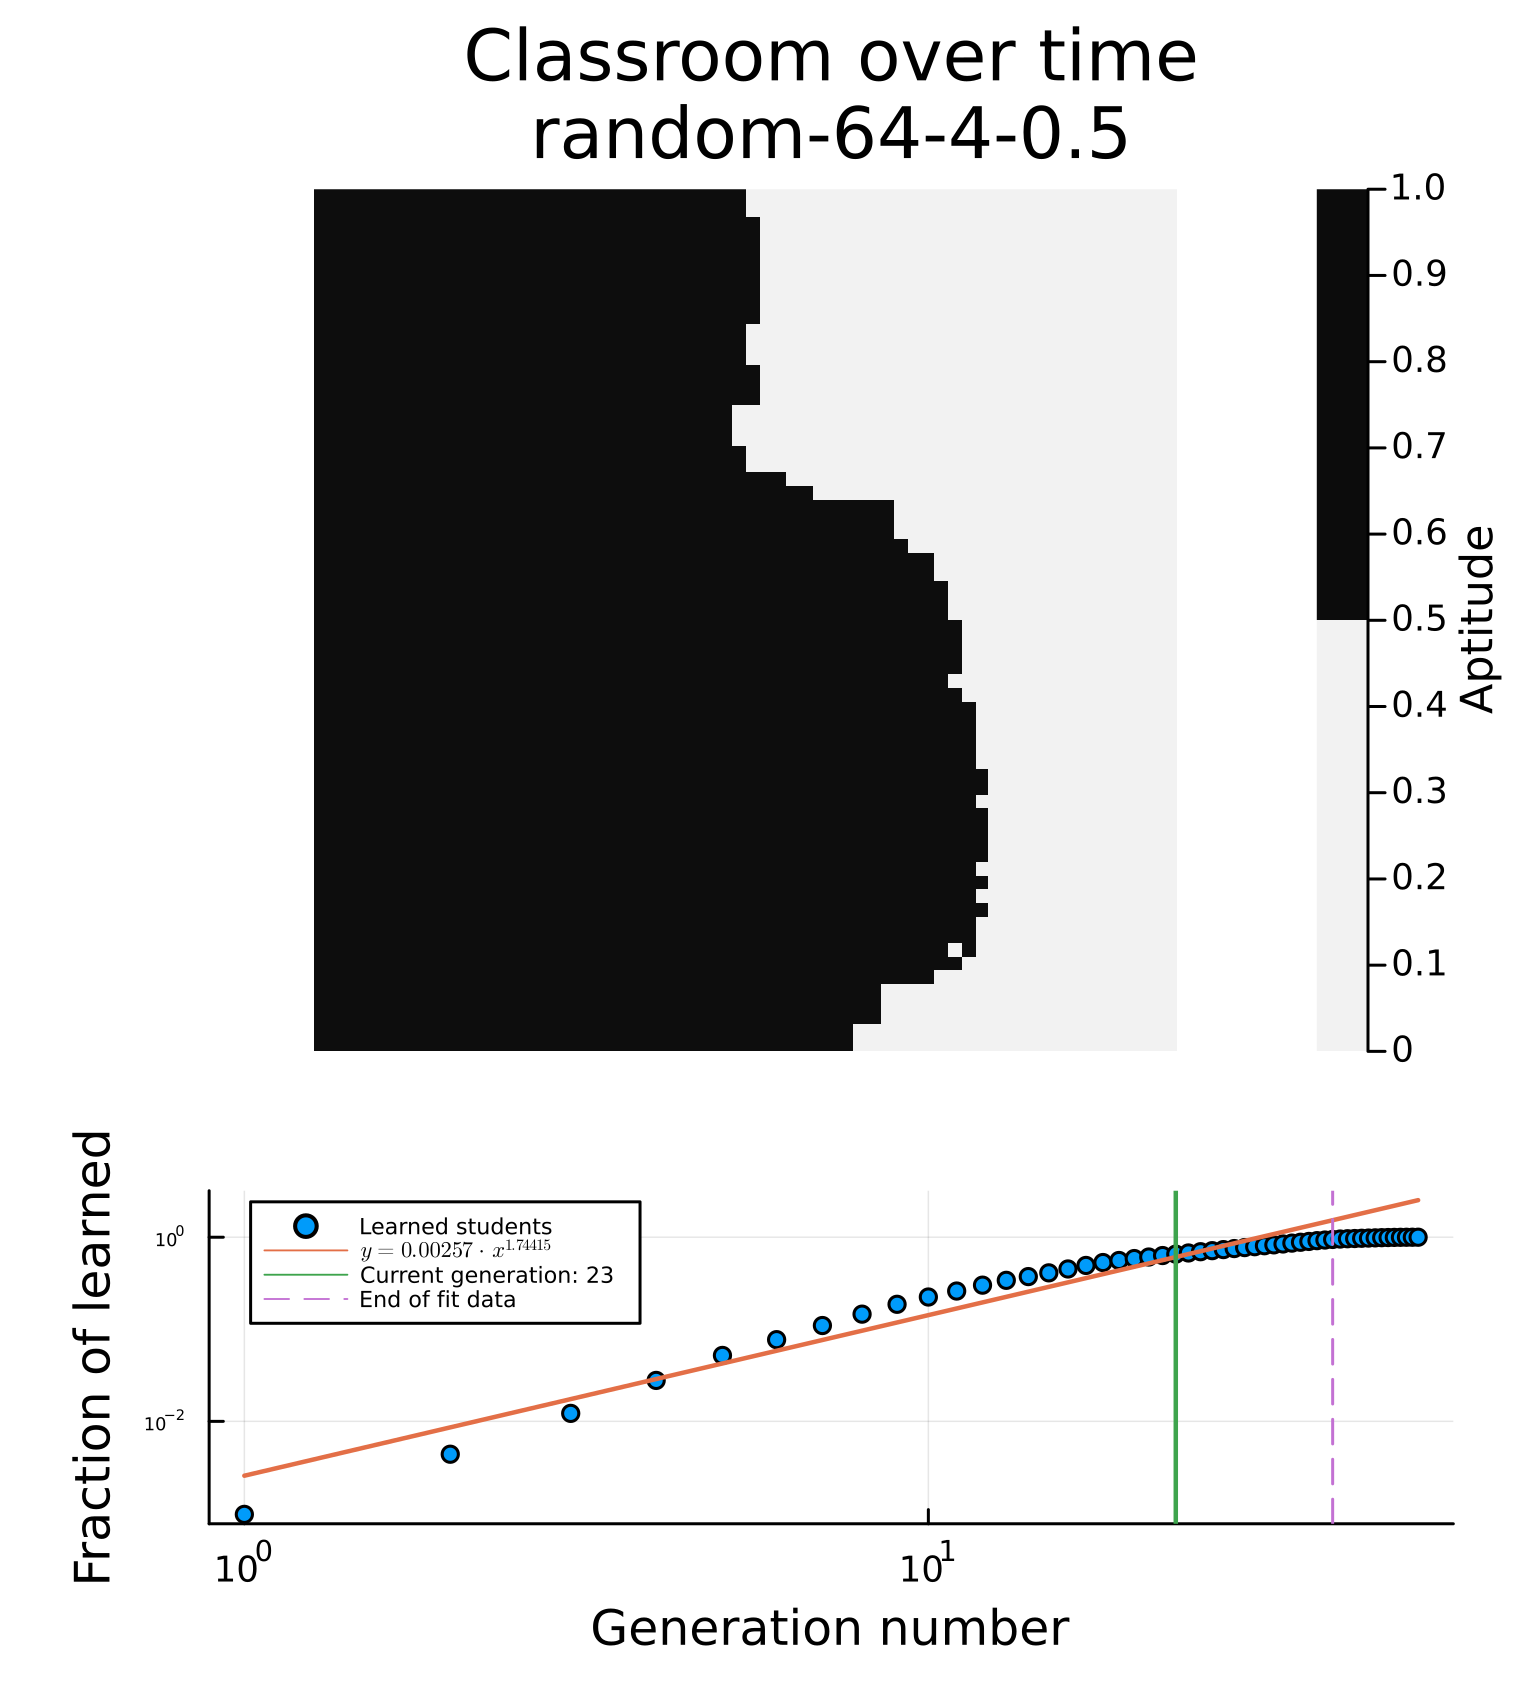 Classroom over time
random-64-4-0.5
1.0
0.9
0.8
0.7
0.6
0.5
0.4
0.3
0.2
0.1
0
Aptitude
Fraction of learned
10⁰
10⁻²
Learned students
y = 0.00257 · x^1.74415
Current generation: 23
End of fit data
10⁰
10¹
Generation number